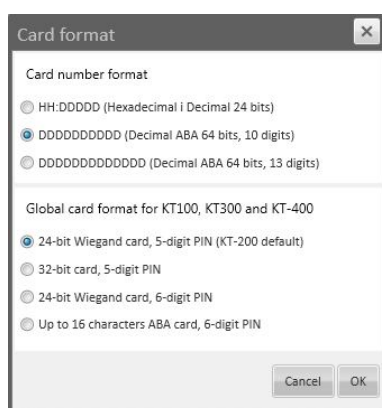 Card format
Card number format
HH:DDDDD (Hexadecimal i Decimal 24 bits)
DDDDDDDDDD (Decimal ABA 64 bits, 10 digits)
DDDDDDDDDDDDD (Decimal ABA 64 bits, 13 digits)
Global card format for KT100, KT300 and KT-400
24-bit Wiegand card, 5-digit PIN (KT-200 default)
32-bit card, 5-digit PIN
24-bit Wiegand card, 6-digit PIN
Up to 16 characters ABA card, 6-digit PIN
Cancel OK